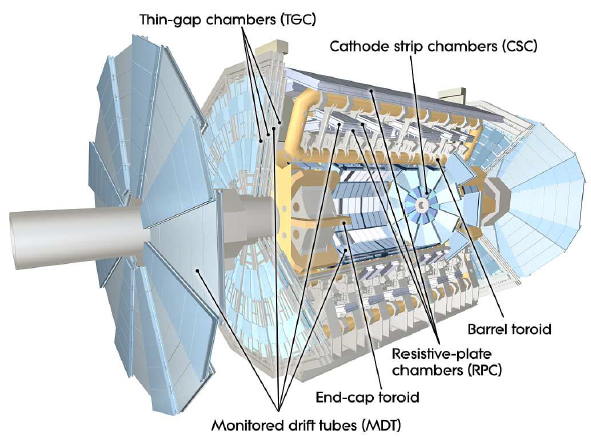 Thin-gap chambers (TGC)
Cathode strip chambers (CSC)
Barrel toroid
Resistive-plate
chambers (RPC)
End-cap toroid
Monitored drift tubes (MDT)